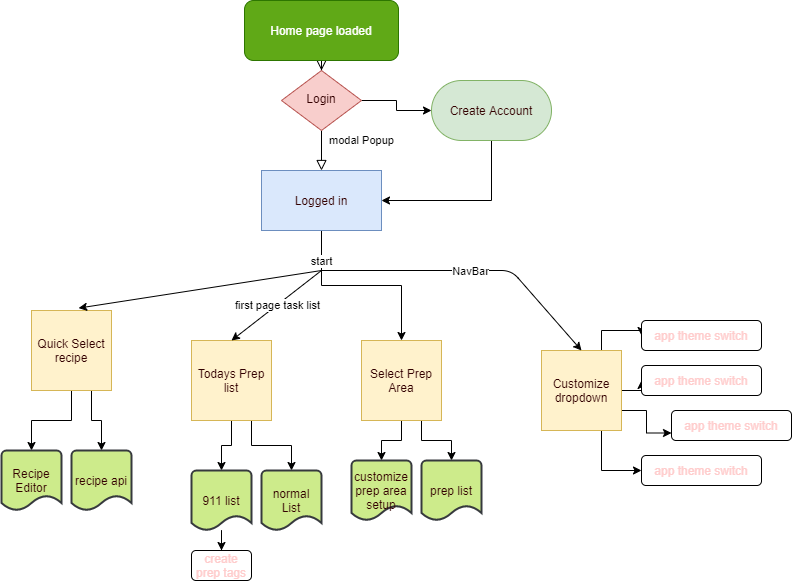 Home page loaded
Login
Create Account
modal Popup
Logged in
start
NavBar
first page task list
Quick Select
recipe
Todays Prep
list
Select Prep
Area
Customize
dropdown
app theme switch
app theme switch
app theme switch
app theme switch
Recipe
Editor
recipe api
911 list
normal
List
customize
prep area
setup
prep list
create
prep tags